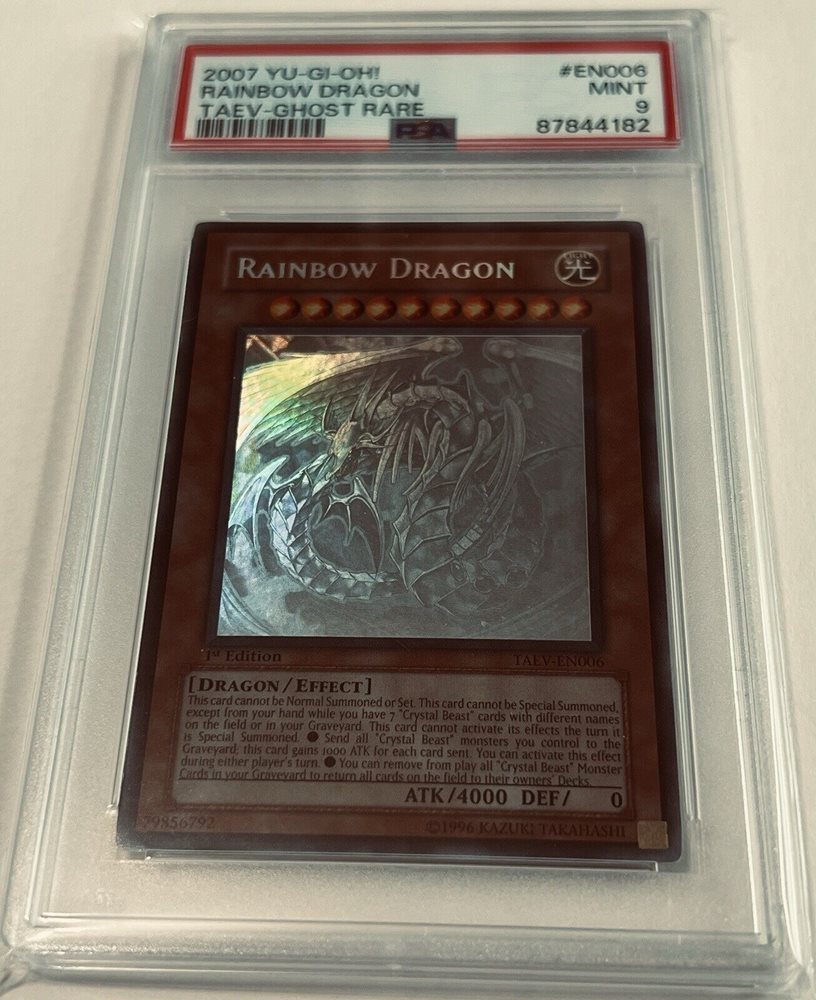 2007 YU-GI-OH! #EN006
RAINBOW DRAGON MINT
TAEV-GHOST RARE 9
PSA 87844182
RAINBOW DRAGON
LIGHT 光
1st Edition TAEV-EN006
[DRAGON/EFFECT]
This card cannot be Normal Summoned or Set. This card cannot be Special Summoned,
except from your hand while you have 7 "Crystal Beast" cards with different names
on the field or in your Graveyard. This card cannot activate its effects the turn it
is Special Summoned. ● Send all "Crystal Beast" monsters you control to the
Graveyard; this card gains 1000 ATK for each card sent. You can activate this effect
during either player's turn. ● You can remove from play all "Crystal Beast" Monster
Cards in your Graveyard to return all cards on the field to their owners' Decks.
ATK/4000 DEF/ 0
79856792 ©1996 KAZUKI TAKAHASHI